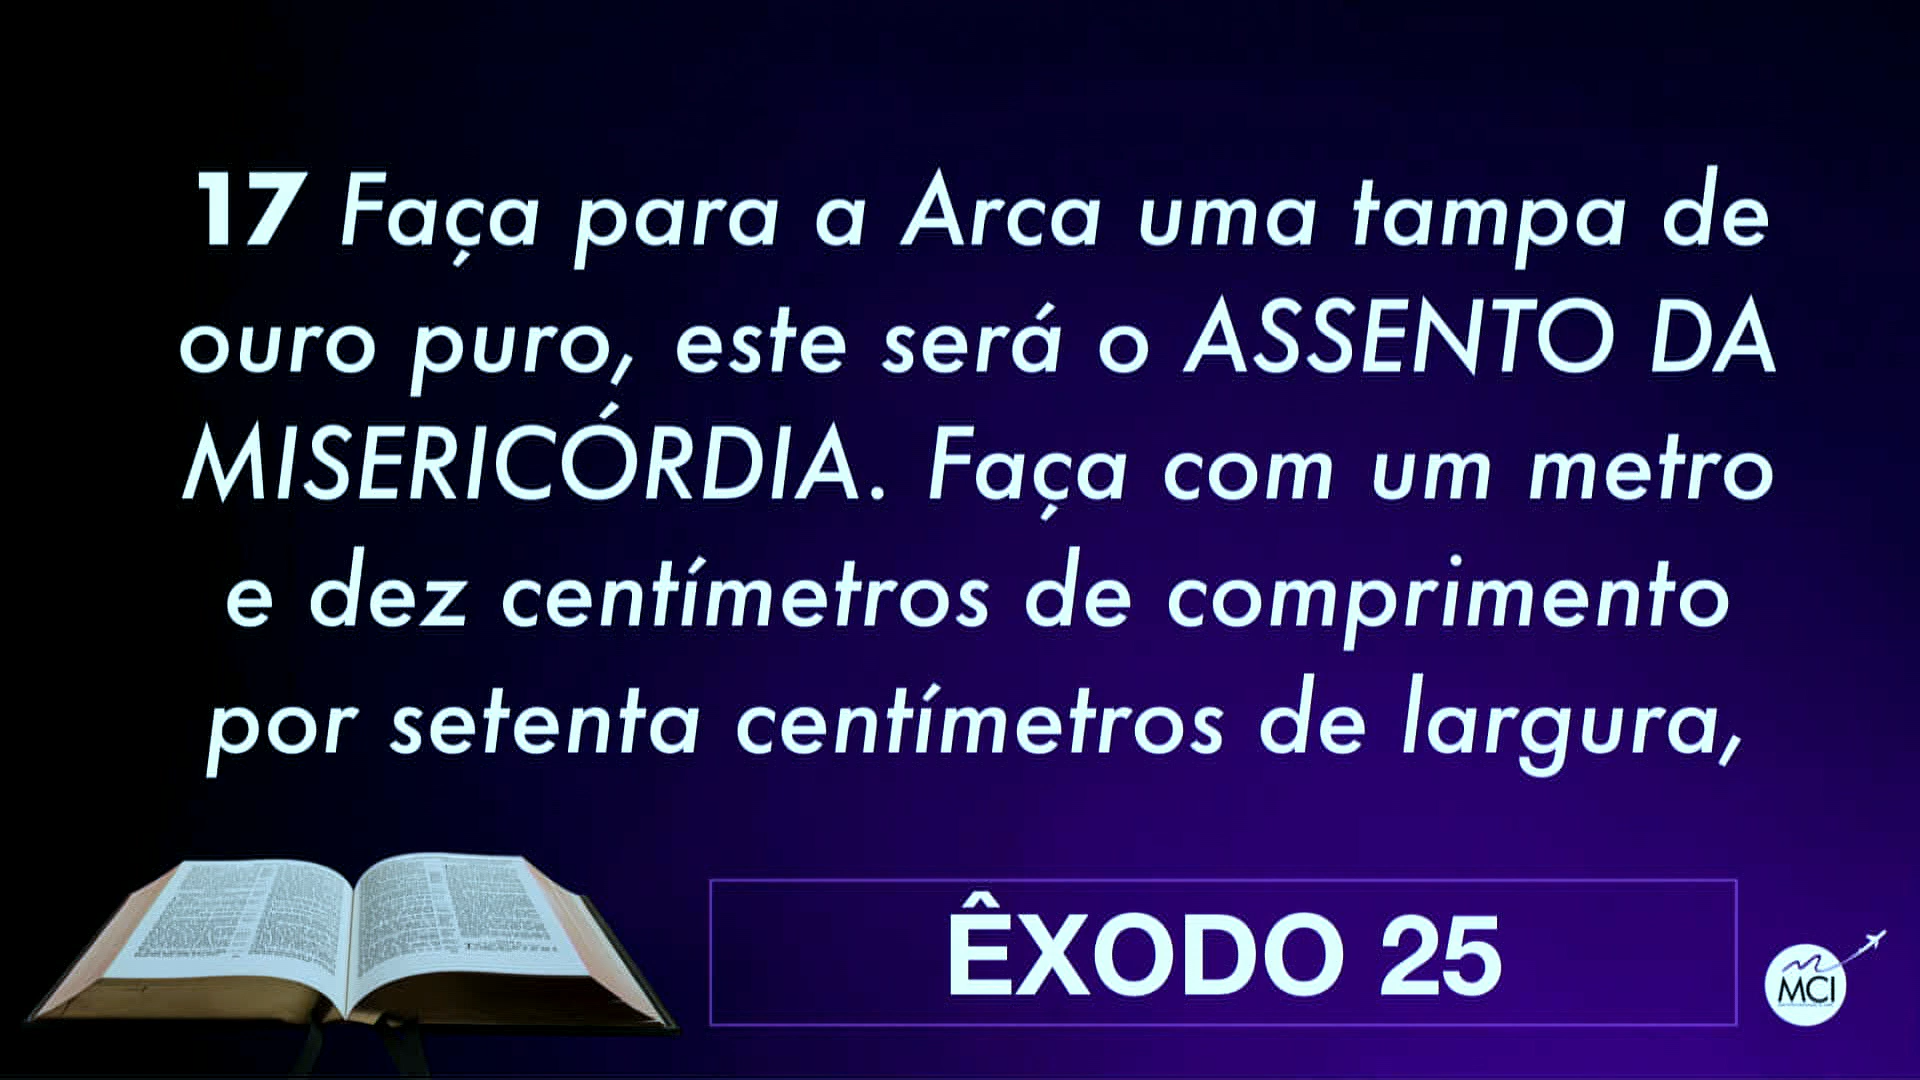 17 Faça para a Arca uma tampa de
ouro puro, este será o ASSENTO DA
MISERICÓRDIA. Faça com um metro
e dez centímetros de comprimento
por setenta centímetros de largura,
ÊXODO 25
MCI